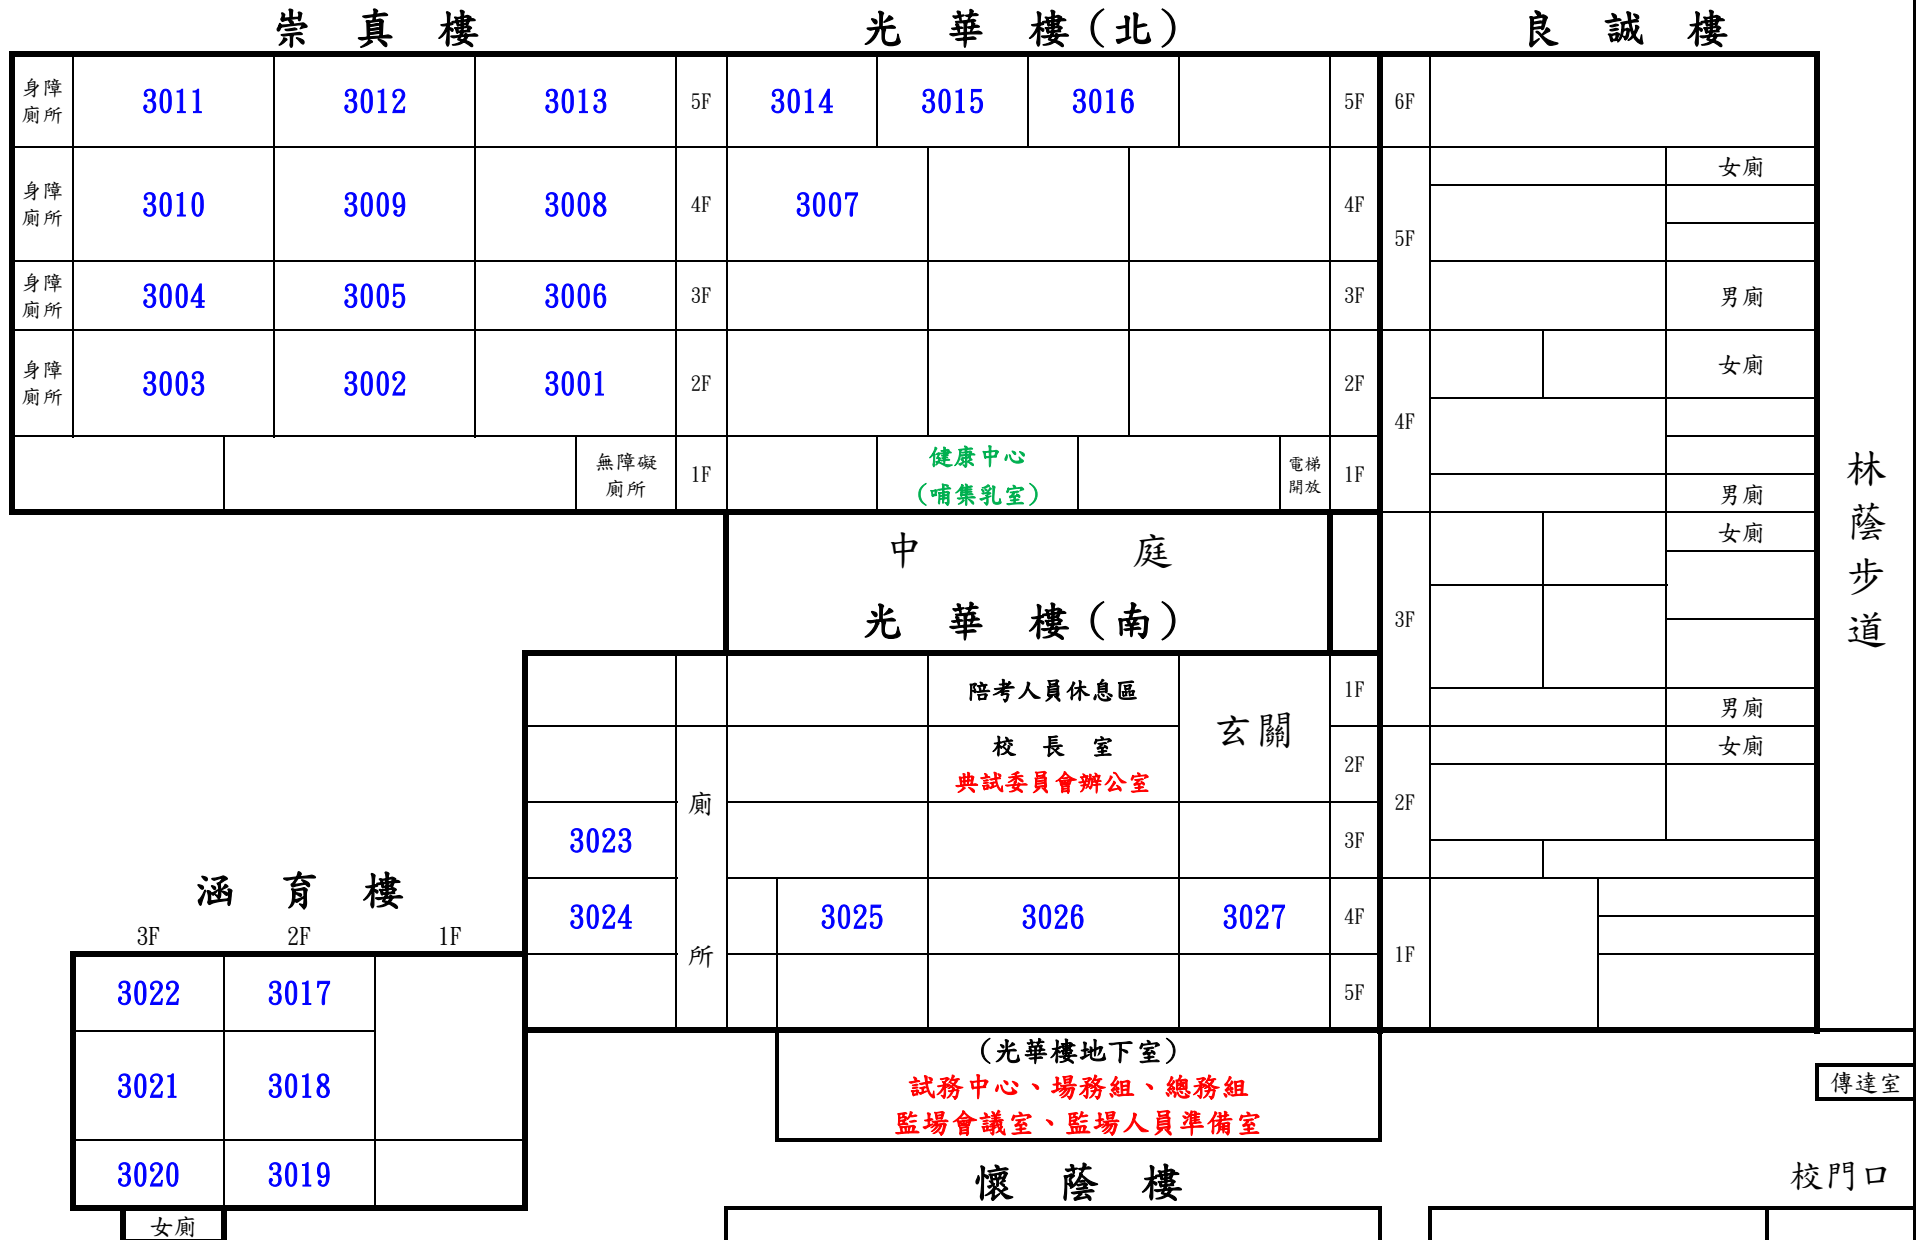 崇真樓 光華樓(北) 良誠樓
身障廁所 3011 3012 3013 5F 3014 3015 3016 5F 6F
女廁
身障廁所 3010 3009 3008 4F 3007 4F
5F
身障廁所 3004 3005 3006 3F 3F 男廁
身障廁所 3003 3002 3001 2F 2F 女廁
4F
無障礙廁所 1F 健康中心 電梯開放 1F
(哺集乳室) 男廁
林蔭步道
中庭 女廁
光華樓(南) 3F
陪考人員休息區 1F
玄關 男廁
校長室 2F 女廁
典試委員會辦公室
廁所 2F
3023 3F
涵育樓
3024 3025 3026 3027 4F
3F 2F 1F
1F
3022 3017 5F
(光華樓地下室)
3021 3018 試務中心、場務組、總務組 傳達室
監場會議室、監場人員準備室
3020 3019 懷蔭樓 校門口
女廁